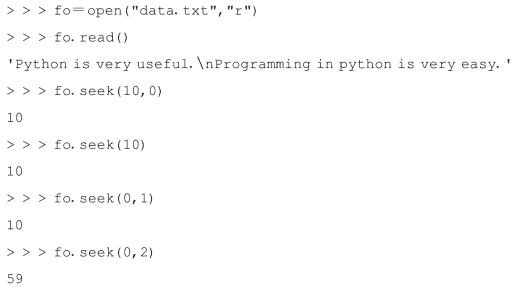 > > > fo=open("data.txt","r")
> > > fo.read()
'Python is very useful.\nProgramming in python is very easy.'
> > > fo.seek(10,0)
10
> > > fo.seek(10)
10
> > > fo.seek(0,1)
10
> > > fo.seek(0,2)
59